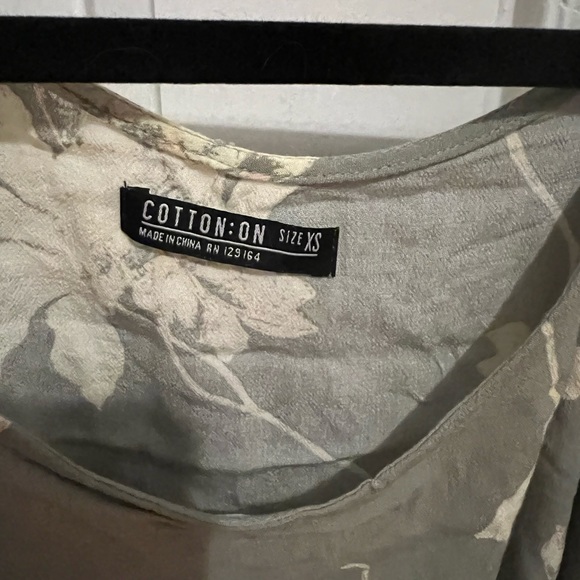 COTTON:ON SIZE XS
MADE IN CHINA RN 129164